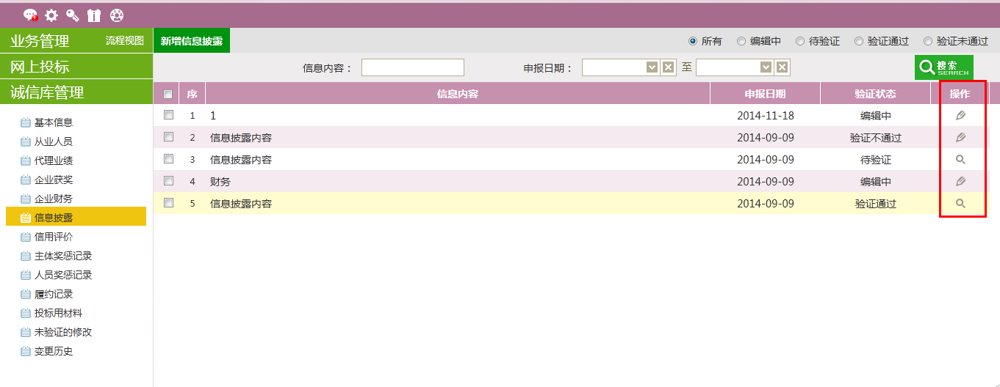 业务管理 流程视图 新增信息披露 所有 编辑中 待验证 验证通过 验证未通过
网上投标 信息内容： 申报日期： 至 搜索 SEARCH
诚信库管理 序 信息内容 申报日期 验证状态 操作
1 1 2014-11-18 编辑中
2 信息披露内容 2014-09-09 验证不通过
3 信息披露内容 2014-09-09 待验证
4 财务 2014-09-09 编辑中
5 信息披露内容 2014-09-09 验证通过
基本信息
从业人员
代理业绩
企业获奖
企业财务
信息披露
信用评价
主体奖惩记录
人员奖惩记录
履约记录
投标用材料
未验证的修改
变更历史